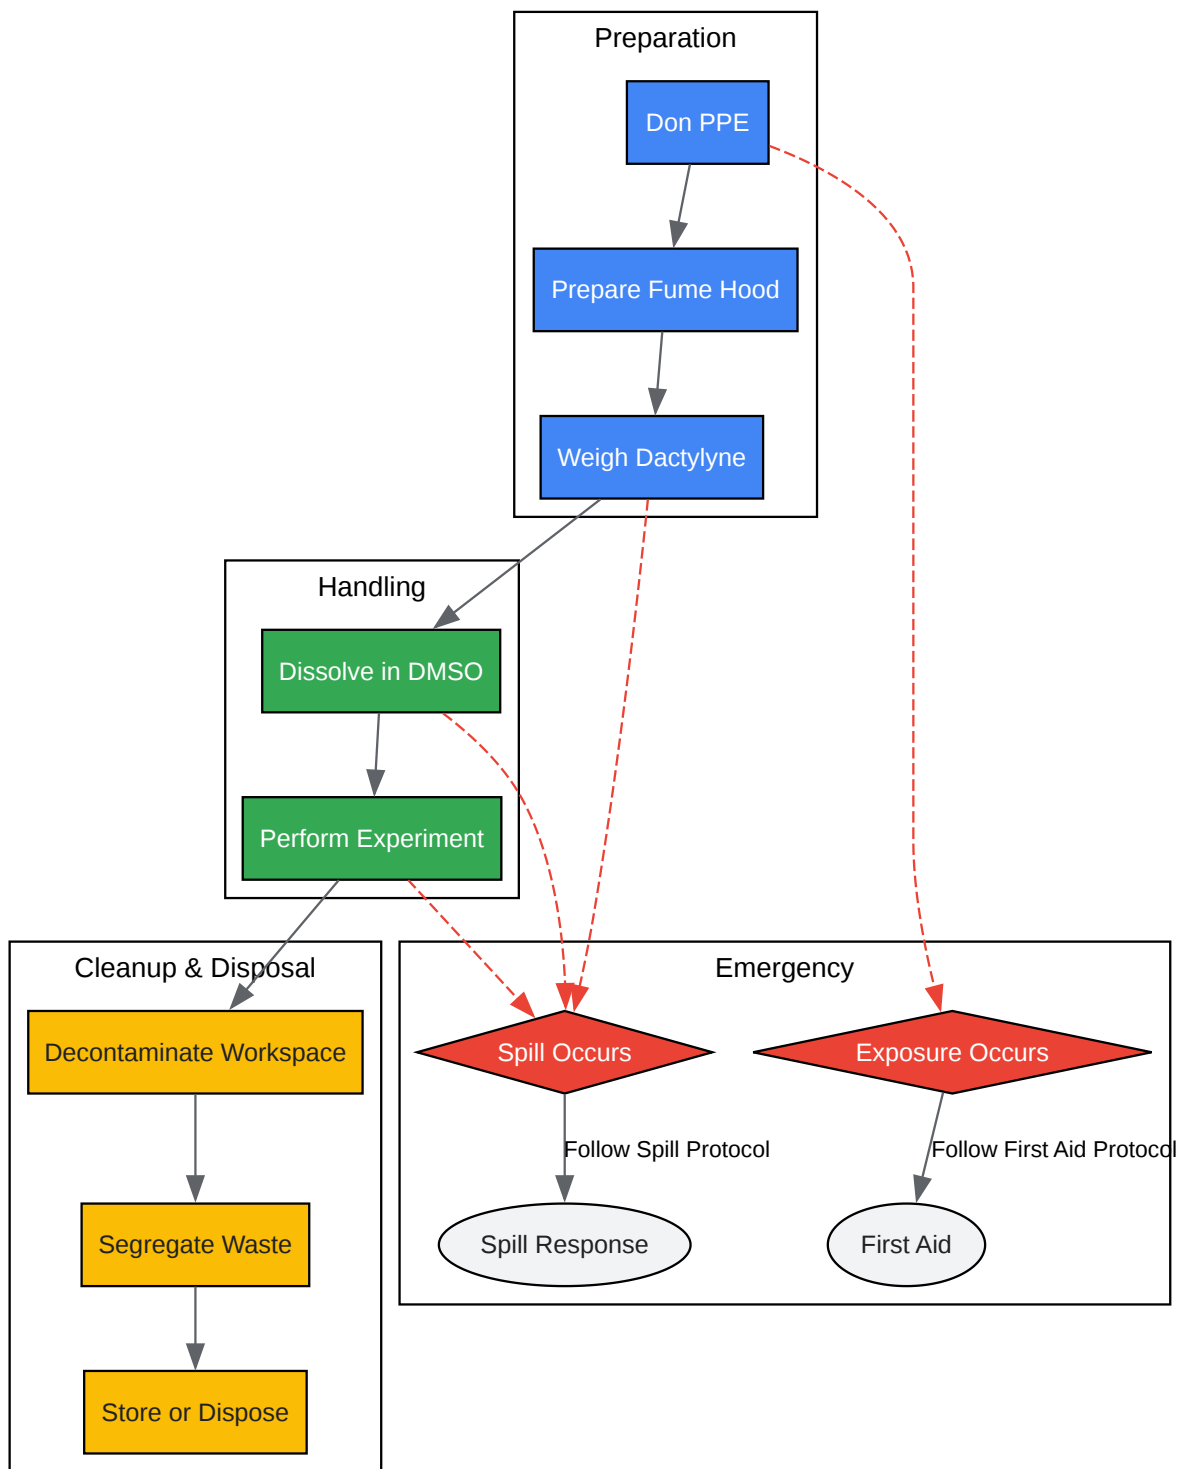 Preparation
Don PPE
Prepare Fume Hood
Weigh Dactylyne
Handling
Dissolve in DMSO
Perform Experiment
Cleanup & Disposal
Decontaminate Workspace
Segregate Waste
Store or Dispose
Emergency
Spill Occurs
Exposure Occurs
Follow Spill Protocol
Follow First Aid Protocol
Spill Response
First Aid